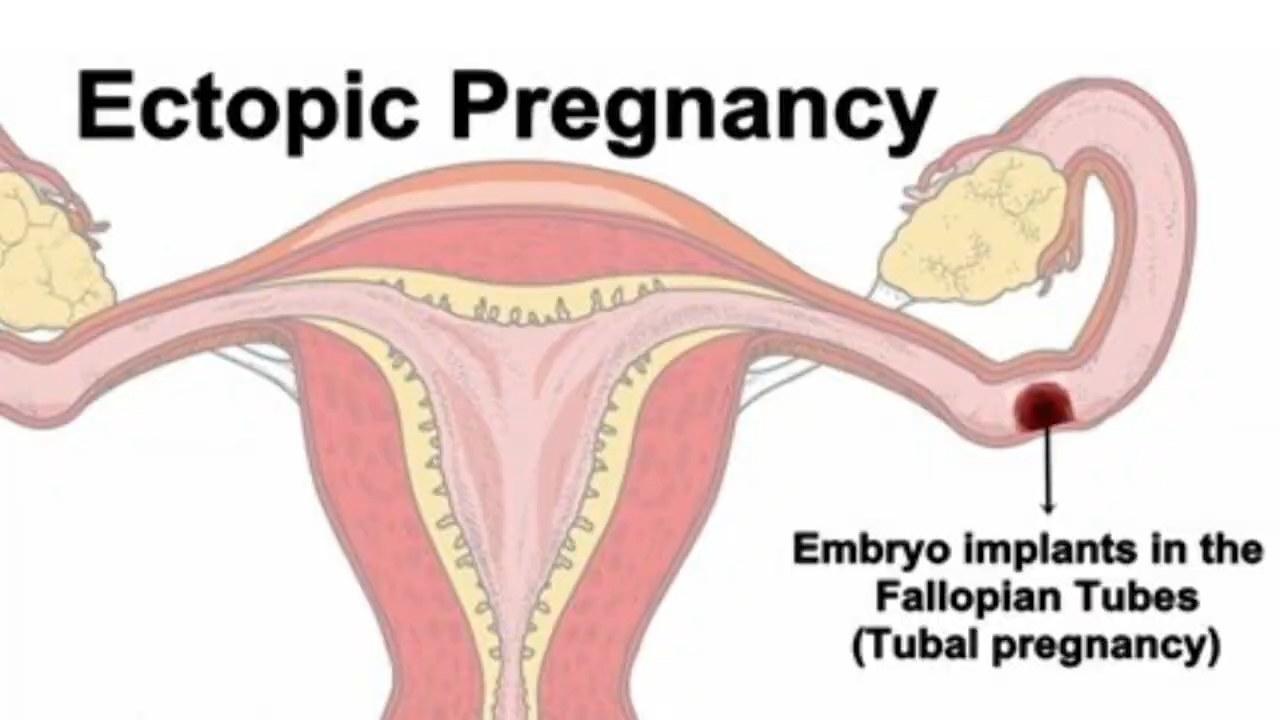 Ectopic Pregnancy
Embryo implants in the
Fallopian Tubes
(Tubal pregnancy)